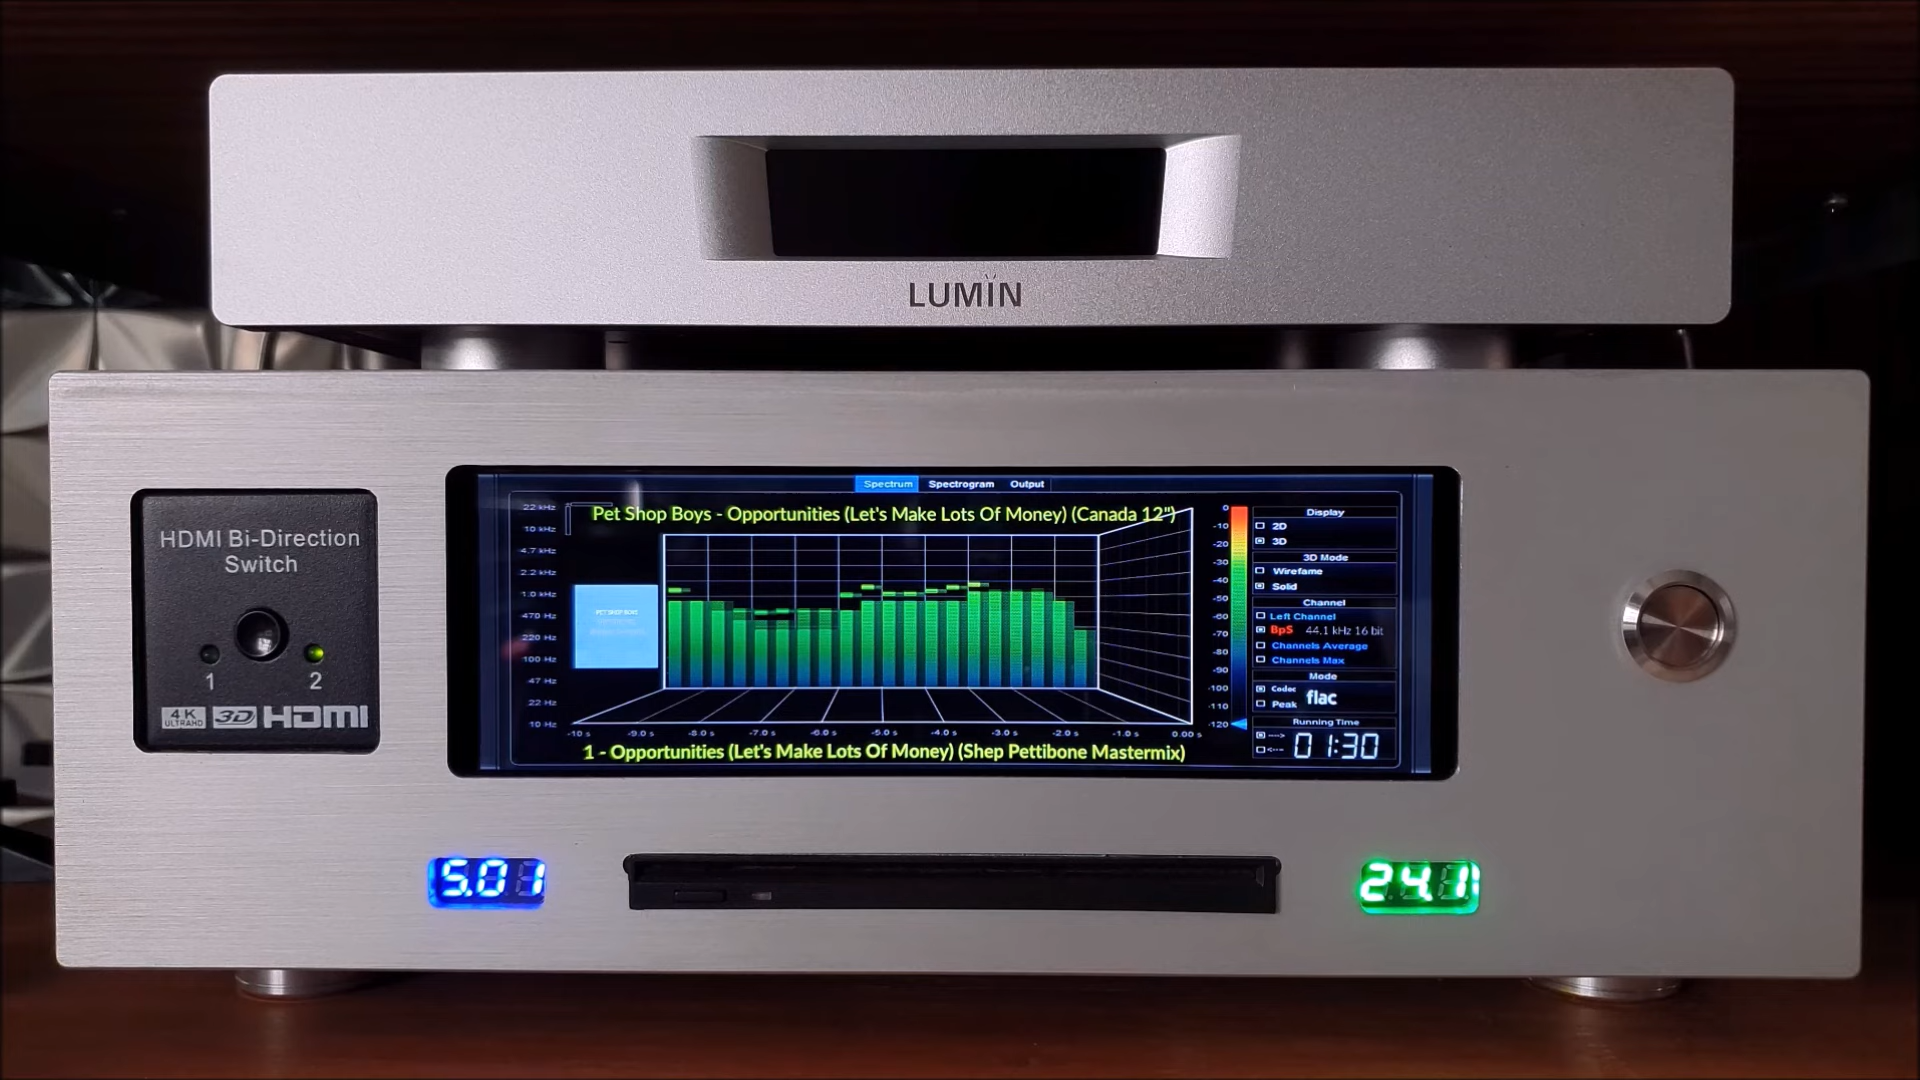 LUMÏN
HDMI Bi-Direction
Switch
1
2
4K
ULTRAHD
3D
HDMI
Spectrum
Spectrogram
Output
Pet Shop Boys - Opportunities (Let's Make Lots Of Money) (Canada 12")
22 kHz
10 kHz
4.7 kHz
2.2 kHz
1.0 kHz
470 Hz
220 Hz
100 Hz
47 Hz
22 Hz
10 Hz
PET SHOP BOYS
-10 s
-9.0 s
-8.0 s
-7.0 s
-6.0 s
-5.0 s
-4.0 s
-3.0 s
-2.0 s
-1.0 s
0.00 s
1 - Opportunities (Let's Make Lots Of Money) (Shep Pettibone Mastermix)
0
-10
-20
-30
-40
-50
-60
-70
-80
-90
-100
-110
-120
Display
2D
3D
3D Mode
Wireframe
Solid
Channel
Left Channel
BpS 44.1 kHz 16 bit
Channels Average
Channels Max
Mode
Codec
flac
Peak
Running Time
--->
<---
01:30
5.01
24.1